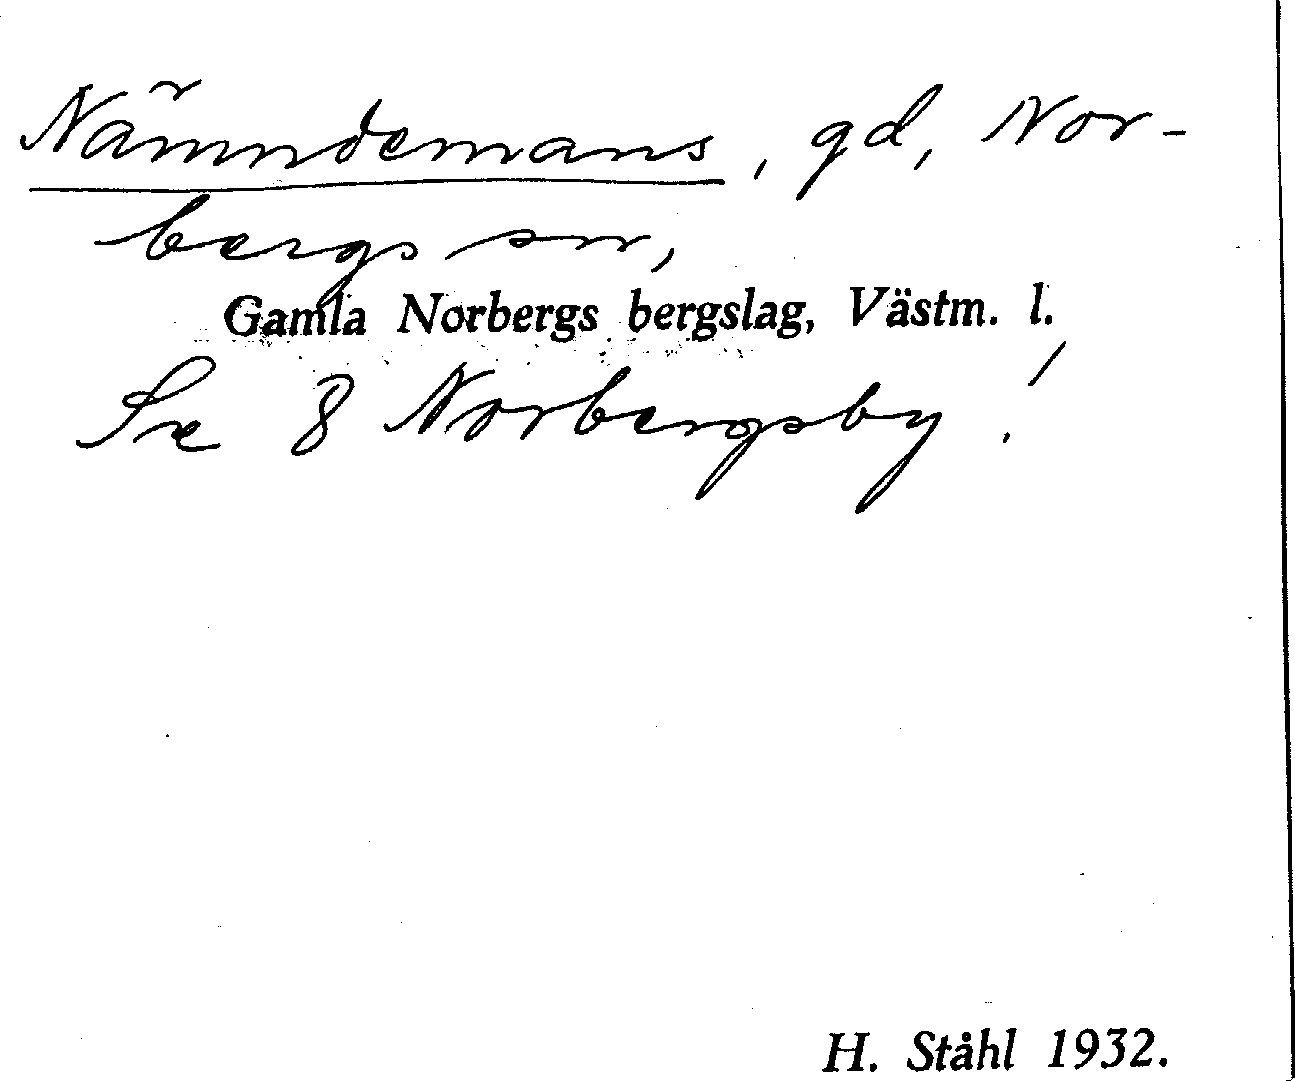 Nämndemans, gd, Nor-
bergs sn,
Gamla Norbergs bergslag, Västm. l.
Se 8 Norbergsby!
H. Ståhl 1932.